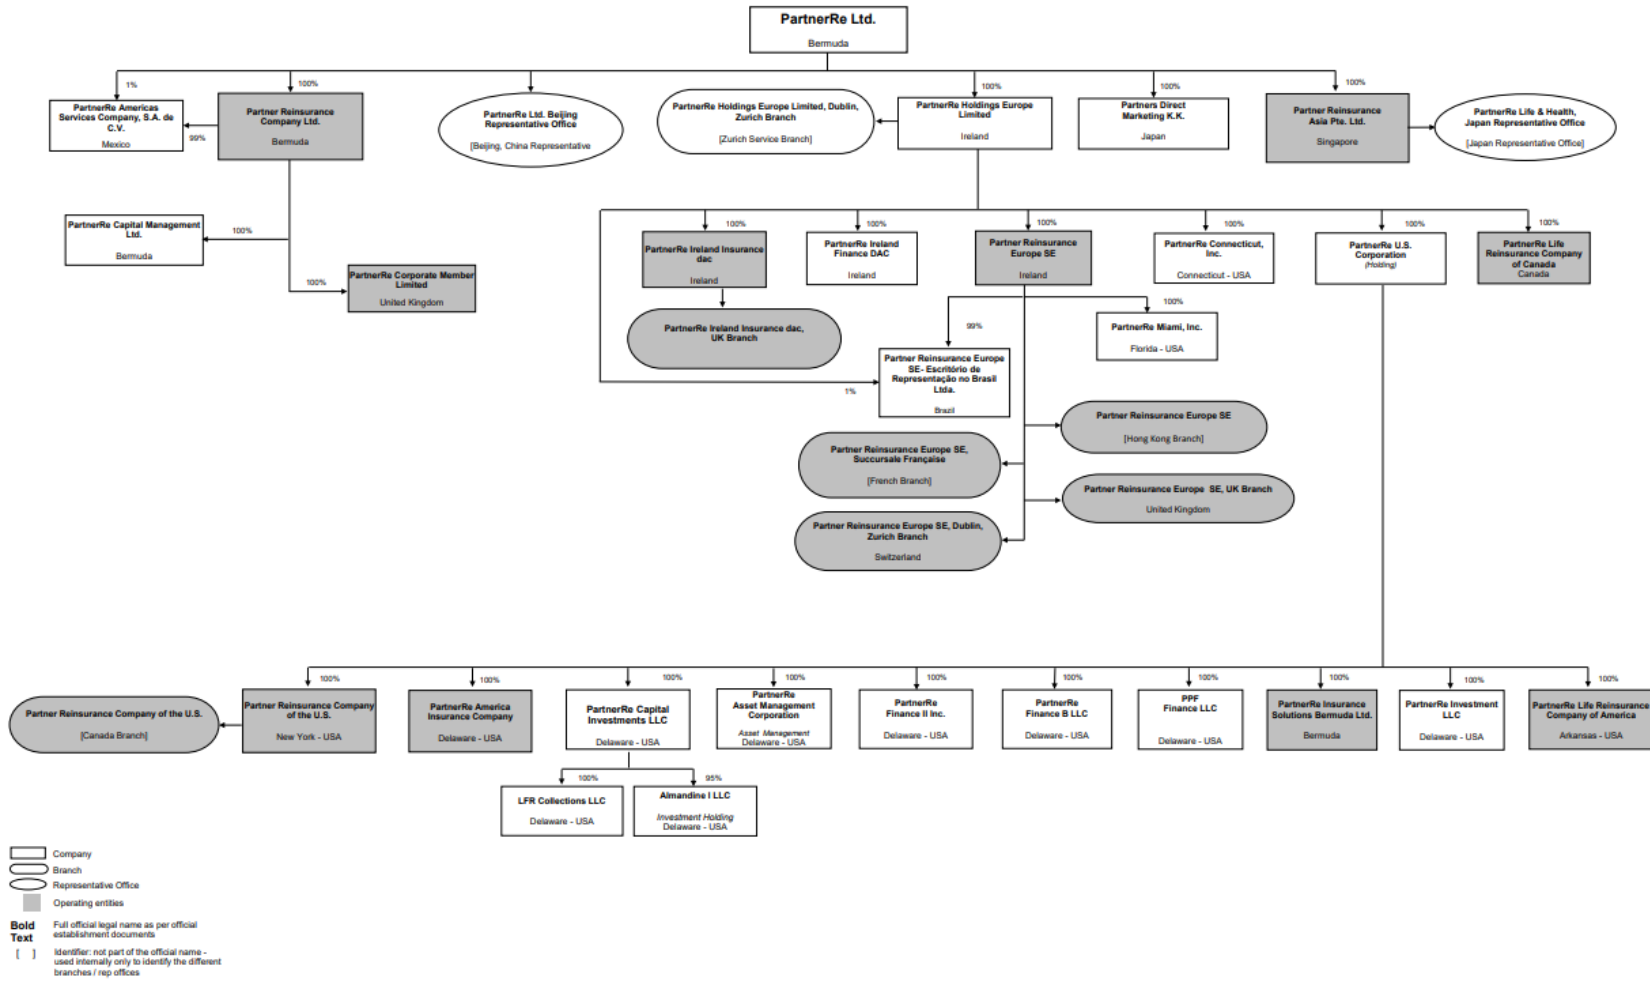 PartnerRe Ltd.
Bermuda
1%
100%
100%
100%
100%
PartnerRe Americas
Services Company, S.A. de
C.V.
Mexico
99%
Partner Reinsurance
Company Ltd.
Bermuda
PartnerRe Ltd. Beijing
Representative Office
[Beijing, China Representative
PartnerRe Holdings Europe Limited, Dublin,
Zurich Branch
[Zurich Service Branch]
PartnerRe Holdings Europe
Limited
Ireland
Partners Direct
Marketing K.K.
Japan
Partner Reinsurance
Asia Pte. Ltd.
Singapore
PartnerRe Life & Health,
Japan Representative Office
[Japan Representative Office]
PartnerRe Capital Management
Ltd.
Bermuda
100%
100%
PartnerRe Corporate Member
Limited
United Kingdom
100%
100%
100%
100%
100%
100%
PartnerRe Ireland Insurance
dac
Ireland
PartnerRe Ireland
Finance DAC
Ireland
Partner Reinsurance
Europe SE
Ireland
PartnerRe Connecticut,
Inc.
Connecticut - USA
PartnerRe U.S.
Corporation
(Holding)
PartnerRe Life
Reinsurance Company
of Canada
Canada
PartnerRe Ireland Insurance dac,
UK Branch
99%
100%
PartnerRe Miami, Inc.
Florida - USA
1%
Partner Reinsurance Europe
SE- Escritório de
Representação no Brasil
Ltda.
Brazil
Partner Reinsurance Europe SE
[Hong Kong Branch]
Partner Reinsurance Europe SE,
Succursale Française
[French Branch]
Partner Reinsurance Europe SE, UK Branch
United Kingdom
Partner Reinsurance Europe SE, Dublin,
Zurich Branch
Switzerland
100%
100%
100%
100%
100%
100%
100%
100%
100%
100%
Partner Reinsurance Company of the U.S.
[Canada Branch]
Partner Reinsurance Company
of the U.S.
New York - USA
PartnerRe America
Insurance Company
Delaware - USA
PartnerRe Capital
Investments LLC
Delaware - USA
PartnerRe
Asset Management
Corporation
Asset Management
Delaware - USA
PartnerRe
Finance II Inc.
Delaware - USA
PartnerRe
Finance B LLC
Delaware - USA
PPF
Finance LLC
Delaware - USA
PartnerRe Insurance
Solutions Bermuda Ltd.
Bermuda
PartnerRe Investment
LLC
Delaware - USA
PartnerRe Life Reinsurance
Company of America
Arkansas - USA
100%
95%
LFR Collections LLC
Delaware - USA
Almandine I LLC
Investment Holding
Delaware - USA
Company
Branch
Representative Office
Operating entities
Bold
Text
Full official legal name as per official
establishment documents
[ ]
Identifier: not part of the official name -
used internally only to identify the different
branches / rep offices